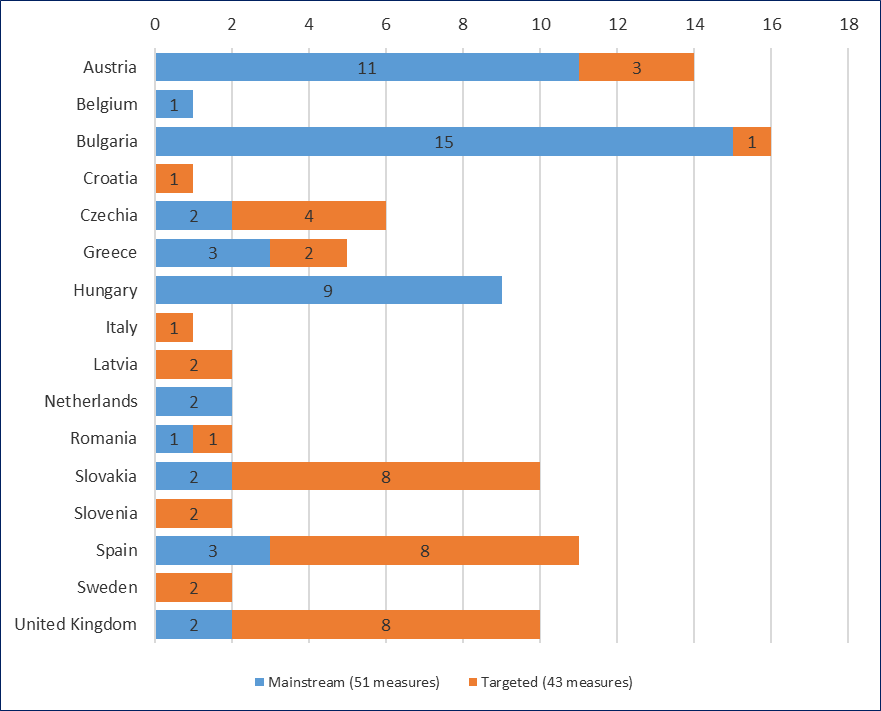 0 2 4 6 8 10 12 14 16 18
Austria 11 3
Belgium 1
Bulgaria 15 1
Croatia 1
Czechia 2 4
Greece 3 2
Hungary 9
Italy 1
Latvia 2
Netherlands 2
Romania 1 1
Slovakia 2 8
Slovenia 2
Spain 3 8
Sweden 2
United Kingdom 2 8
Mainstream (51 measures) Targeted (43 measures)